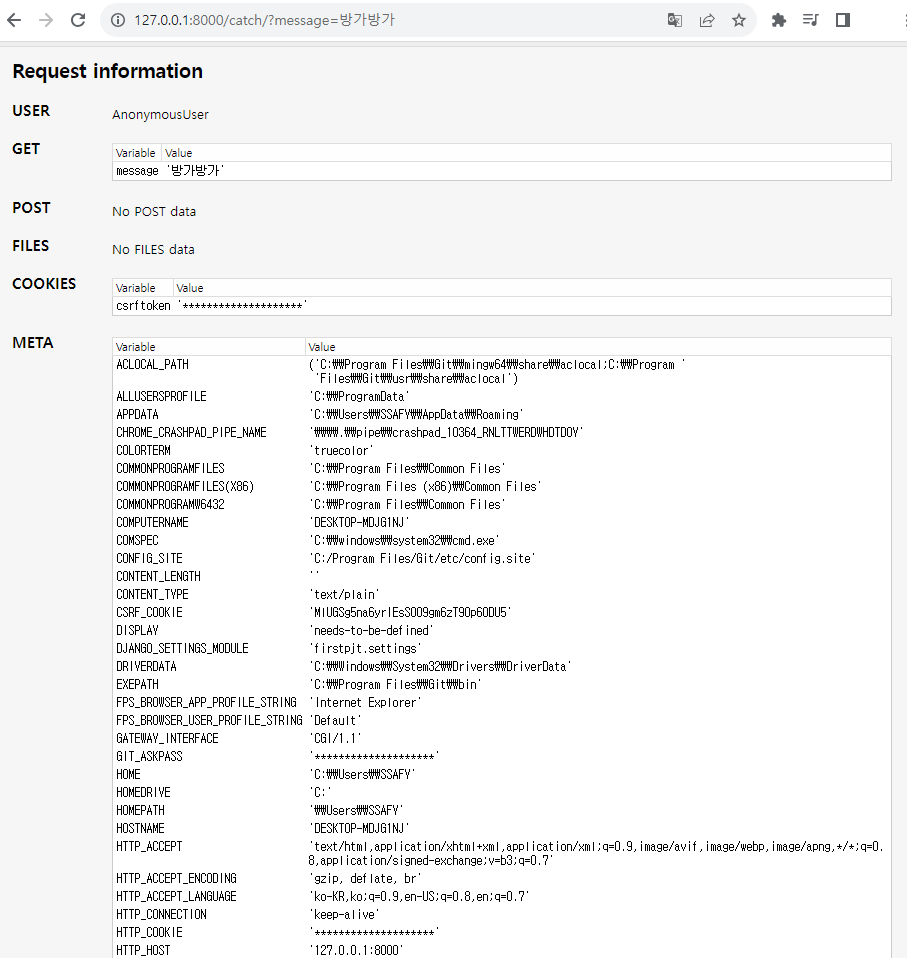 127.0.0.1:8000/catch/?message=방가방가
Request information
USER AnonymousUser
GET Variable Value
message '방가방가'
POST No POST data
FILES No FILES data
COOKIES Variable Value
csrftoken '********************'
META Variable Value
ACLOCAL_PATH ('C:₩₩Program Files₩₩Git₩₩mingw64₩₩share₩₩aclocal;C:₩₩Program '
'Files₩₩Git₩₩usr₩₩share₩₩aclocal')
ALLUSERSPROFILE 'C:₩₩ProgramData'
APPDATA 'C:₩₩Users₩₩SSAFY₩₩AppData₩₩Roaming'
CHROME_CRASHPAD_PIPE_NAME '₩₩₩₩.₩₩pipe₩₩crashpad_10364_RNLTTWERDWHDTDOY'
COLORTERM 'truecolor'
COMMONPROGRAMFILES 'C:₩₩Program Files₩₩Common Files'
COMMONPROGRAMFILES(X86) 'C:₩₩Program Files (x86)₩₩Common Files'
COMMONPROGRAMW6432 'C:₩₩Program Files₩₩Common Files'
COMPUTERNAME 'DESKTOP-MDJG1NJ'
COMSPEC 'C:₩₩windows₩₩system32₩₩cmd.exe'
CONFIG_SITE 'C:/Program Files/Git/etc/config.site'
CONTENT_LENGTH ''
CONTENT_TYPE 'text/plain'
CSRF_COOKIE 'MIUGSg5na6yrIEsSOO9gm6zT9Op6ODU5'
DISPLAY 'needs-to-be-defined'
DJANGO_SETTINGS_MODULE 'firstpjt.settings'
DRIVERDATA 'C:₩₩Windows₩₩System32₩₩Drivers₩₩DriverData'
EXEPATH 'C:₩₩Program Files₩₩Git₩₩bin'
FPS_BROWSER_APP_PROFILE_STRING 'Internet Explorer'
FPS_BROWSER_USER_PROFILE_STRING 'Default'
GATEWAY_INTERFACE 'CGI/1.1'
GIT_ASKPASS '********************'
HOME 'C:₩₩Users₩₩SSAFY'
HOMEDRIVE 'C:'
HOMEPATH '₩₩Users₩₩SSAFY'
HOSTNAME 'DESKTOP-MDJG1NJ'
HTTP_ACCEPT 'text/html,application/xhtml+xml,application/xml;q=0.9,image/avif,image/webp,image/apng,*/*;q=0.
8,application/signed-exchange;v=b3;q=0.7'
HTTP_ACCEPT_ENCODING 'gzip, deflate, br'
HTTP_ACCEPT_LANGUAGE 'ko-KR,ko;q=0.9,en-US;q=0.8,en;q=0.7'
HTTP_CONNECTION 'keep-alive'
HTTP_COOKIE '********************'
HTTP_HOST '127.0.0.1:8000'